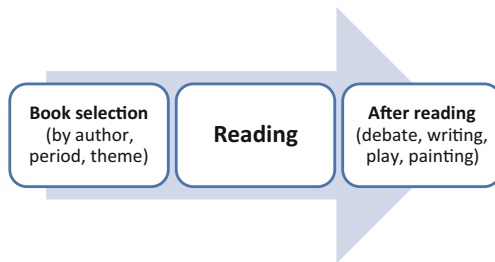 Book selection
(by author,
period, theme)
Reading
After reading
(debate, writing,
play, painting)